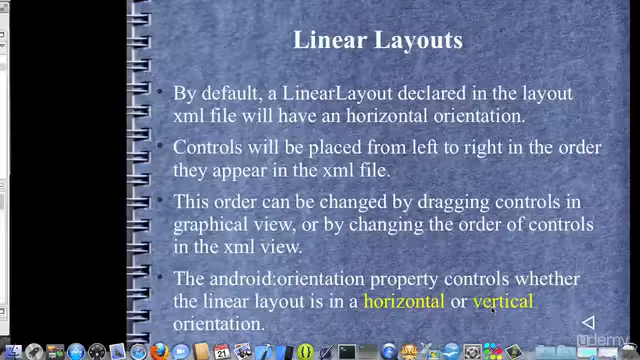 Linear Layouts
• By default, a LinearLayout declared in the layout
xml file will have an horizontal orientation.
• Controls will be placed from left to right in the order
they appear in the xml file.
• This order can be changed by dragging controls in
graphical view, or by changing the order of controls
in the xml view.
• The android:orientation property controls whether
the linear layout is in a horizontal or vertical
orientation.
udemy
21